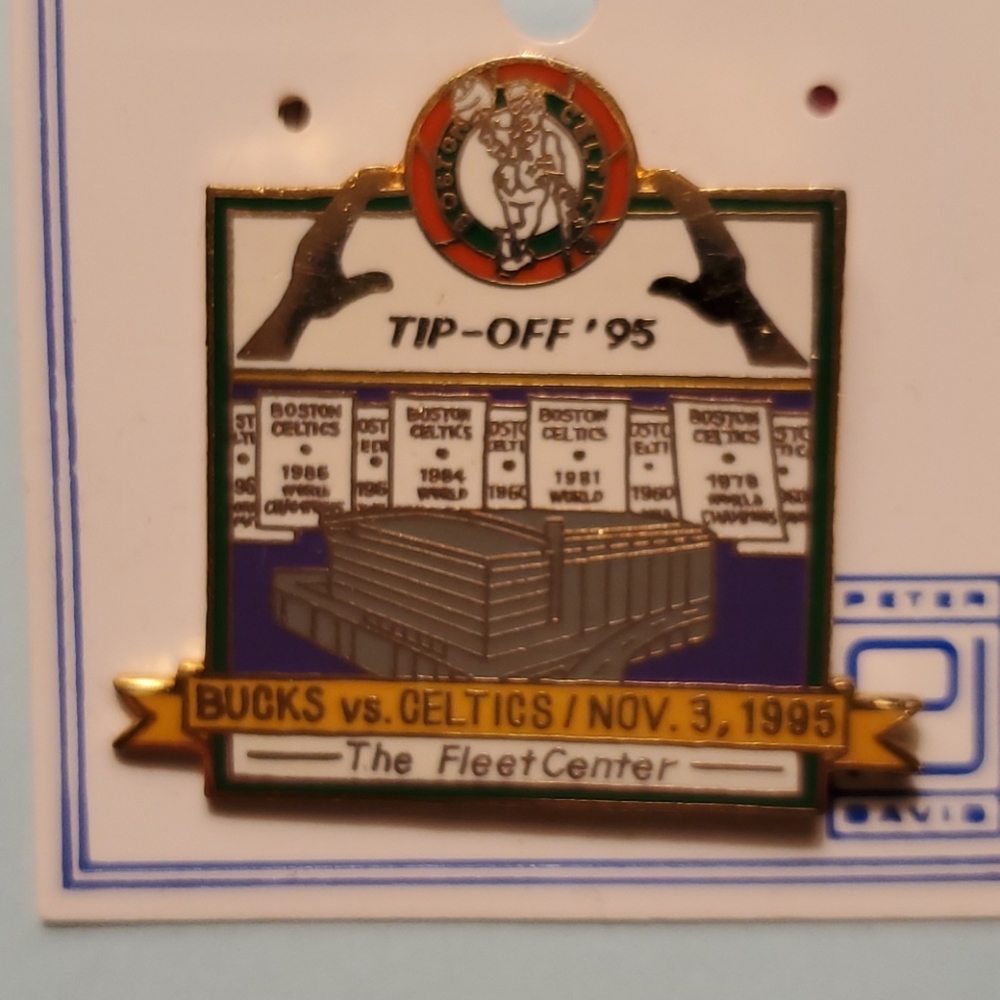 BOSTON CELTICS
TIP-OFF '95
BOSTON
CELTICS
1986
WORLD
CHAMPIONS
BOSTON
CELTICS
1984
WORLD
BOSTON
CELTICS
1981
WORLD
BOSTON
CELTICS
WORLD
CHAMPIONS
BUCKS vs. CELTICS / NOV. 3, 1995
The FleetCenter
PETER
DAVID